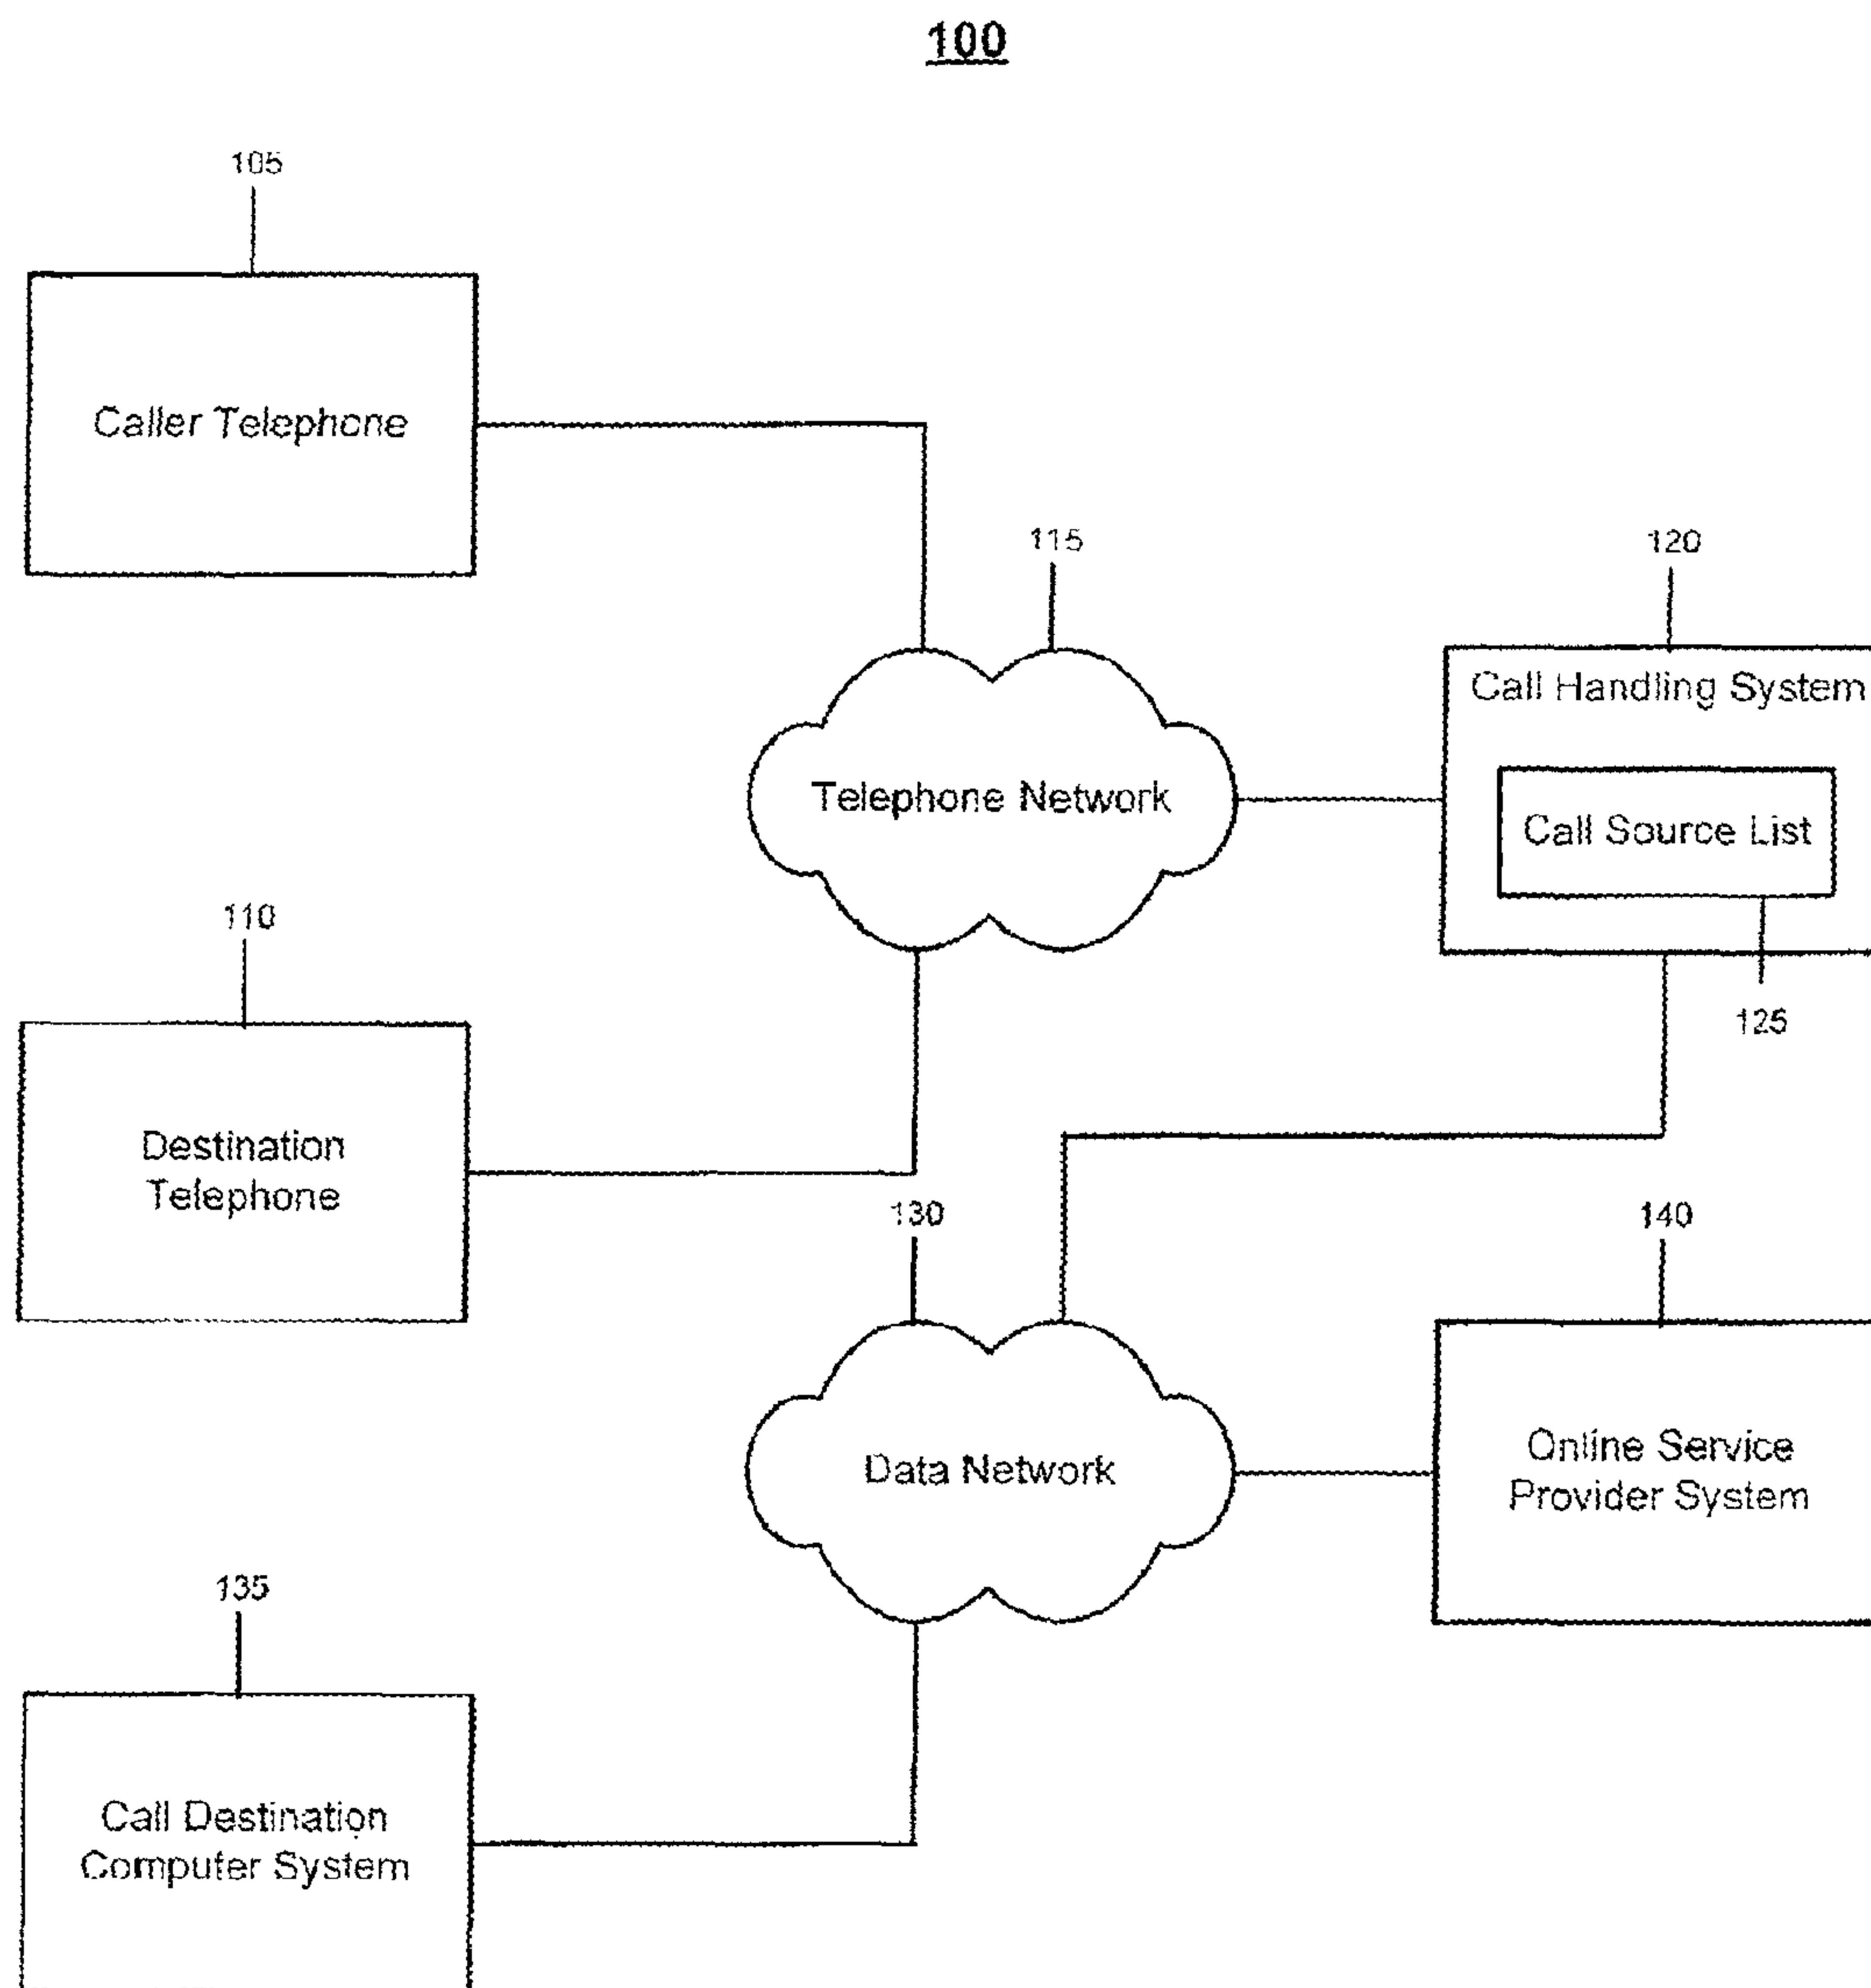 100
105
Caller Telephone
115
120
Call Handling System
Telephone Network
Call Source List
110
125
Destination
Telephone
130
140
Data Network
Online Service
Provider System
135
Call Destination
Computer System